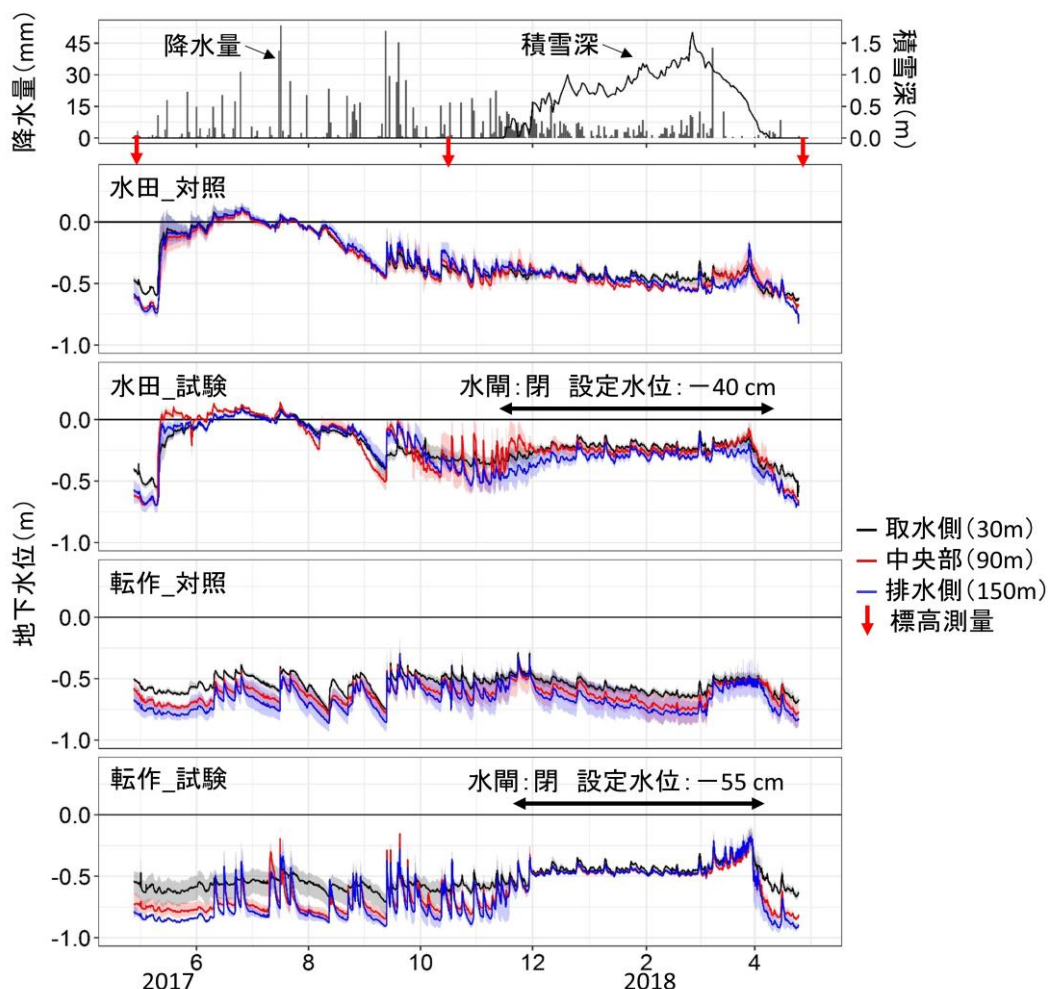 降水量(mm)
45
30
15
0
降水量
積雪深
1.5
1.0
0.5
0.0
積雪深(m)
地下水位(m)
水田_対照
0.0
-0.5
-1.0
水田_試験
水閘:閉 設定水位:-40 cm
0.0
-0.5
-1.0
転作_対照
0.0
-0.5
-1.0
転作_試験
水閘:閉 設定水位:-55 cm
0.0
-0.5
-1.0
6 8 10 12 2 4
2017 2018
取水側(30m)
中央部(90m)
排水側(150m)
標高測量